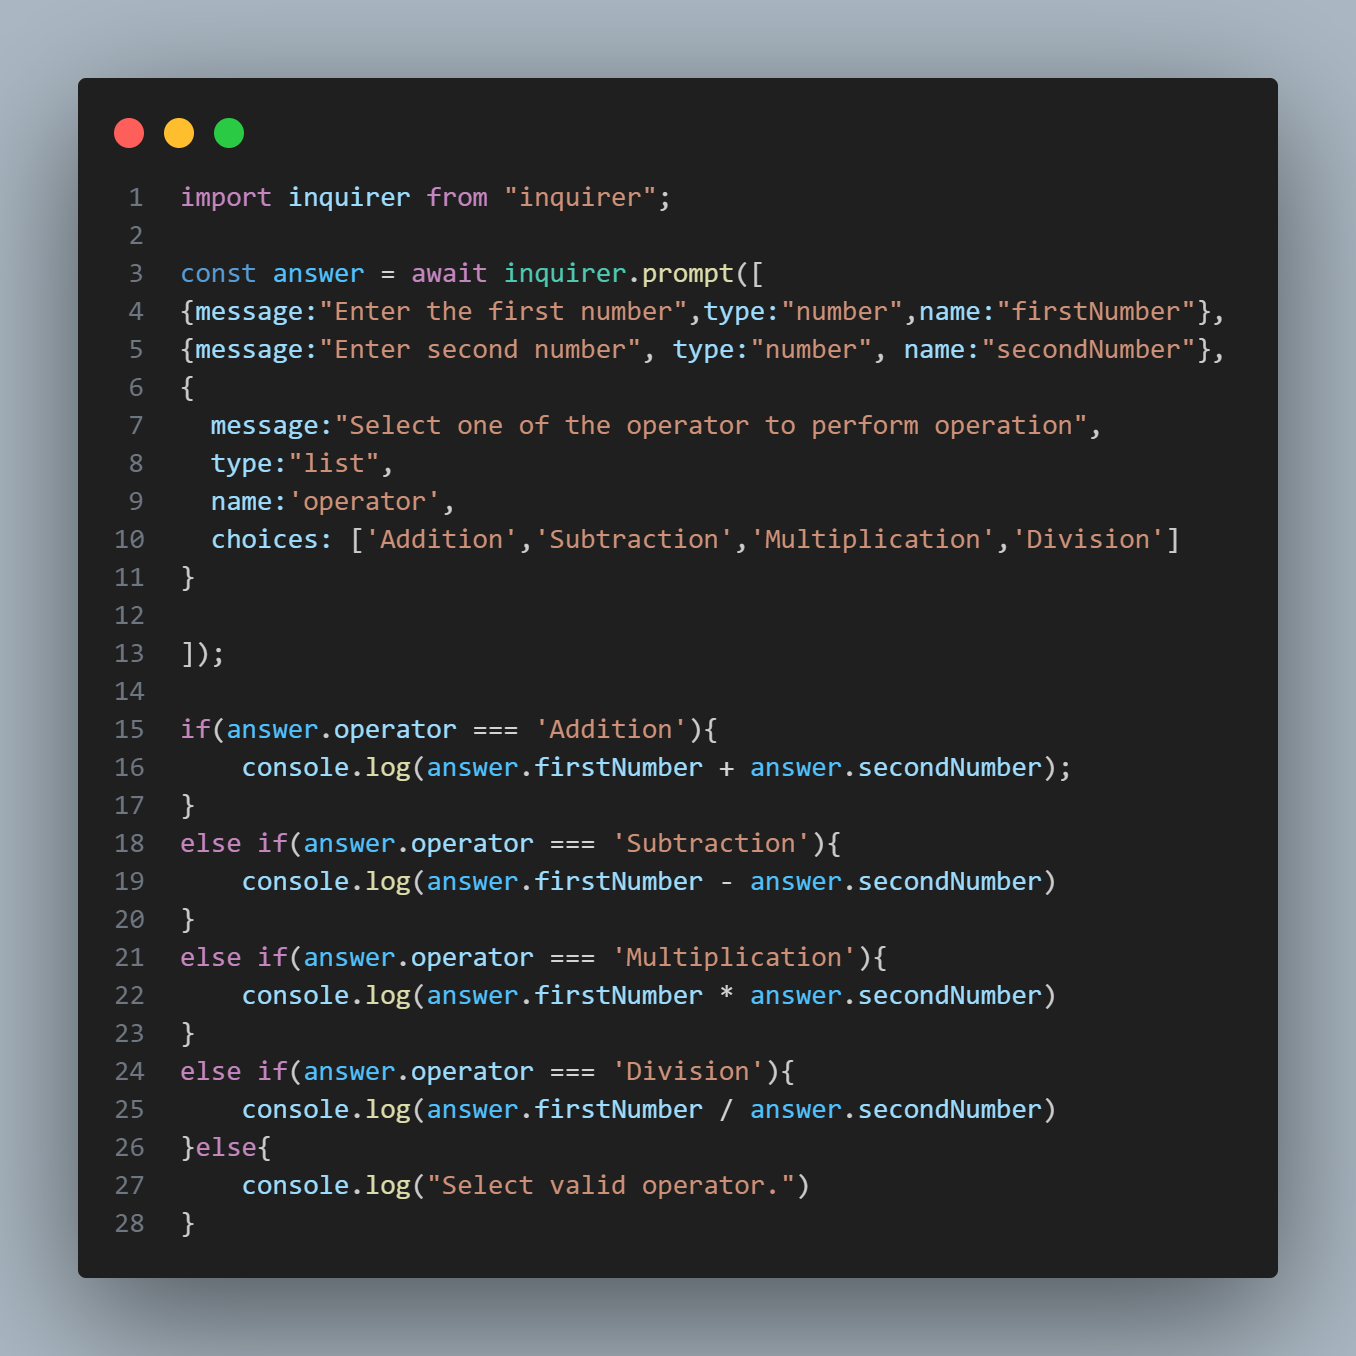 1 import inquirer from "inquirer";
2
3 const answer = await inquirer.prompt([
4 {message:"Enter the first number",type:"number",name:"firstNumber"},
5 {message:"Enter second number", type:"number", name:"secondNumber"},
6 {
7   message:"Select one of the operator to perform operation",
8   type:"list",
9   name:'operator',
10   choices: ['Addition','Subtraction','Multiplication','Division']
11 }
12
13 ]);
14
15 if(answer.operator === 'Addition'){
16     console.log(answer.firstNumber + answer.secondNumber);
17 }
18 else if(answer.operator === 'Subtraction'){
19     console.log(answer.firstNumber - answer.secondNumber)
20 }
21 else if(answer.operator === 'Multiplication'){
22     console.log(answer.firstNumber * answer.secondNumber)
23 }
24 else if(answer.operator === 'Division'){
25     console.log(answer.firstNumber / answer.secondNumber)
26 }else{
27     console.log("Select valid operator.")
28 }